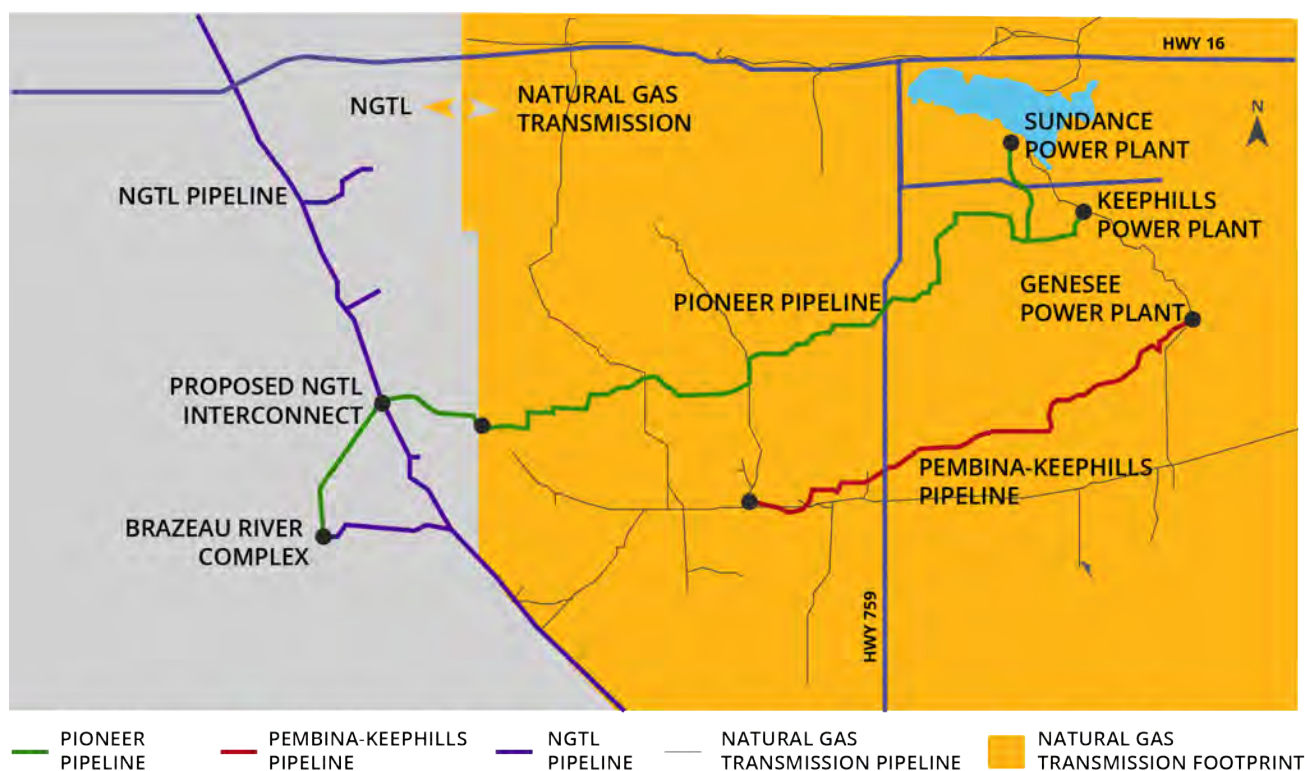 HWY 16
NGTL
NATURAL GAS
TRANSMISSION
N
SUNDANCE
POWER PLANT
NGTL PIPELINE
KEEPHILLS
POWER PLANT
PIONEER PIPELINE
GENESEE
POWER PLANT
PROPOSED NGTL
INTERCONNECT
PEMBINA-KEEPHILLS
PIPELINE
BRAZEAU RIVER
COMPLEX
HWY 759
PIONEER
PIPELINE
PEMBINA-KEEPHILLS
PIPELINE
NGTL
PIPELINE
NATURAL GAS
TRANSMISSION PIPELINE
NATURAL GAS
TRANSMISSION FOOTPRINT